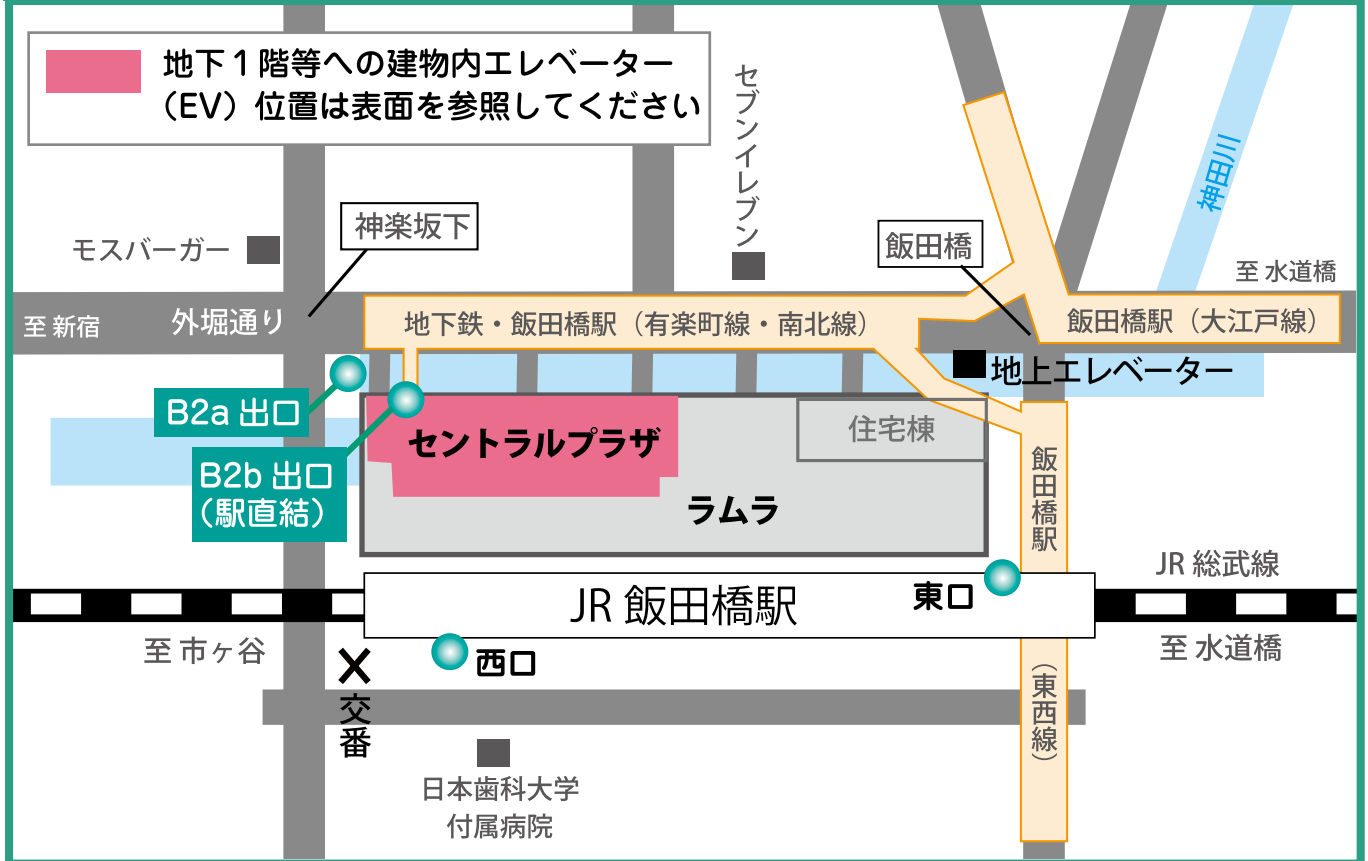 地下1階等への建物内エレベーター
(EV)位置は表面を参照してください
セブンイレブン
神田川
モスバーガー
神楽坂下
飯田橋
至 水道橋
至 新宿
外堀通り
地下鉄・飯田橋駅(有楽町線・南北線)
飯田橋駅(大江戸線)
地上エレベーター
B2a 出口
B2b 出口
(駅直結)
セントラルプラザ
住宅棟
ラムラ
飯田橋駅
(東西線)
JR 総武線
JR 飯田橋駅
東口
至 市ヶ谷
至 水道橋
西口
交番
日本歯科大学
付属病院